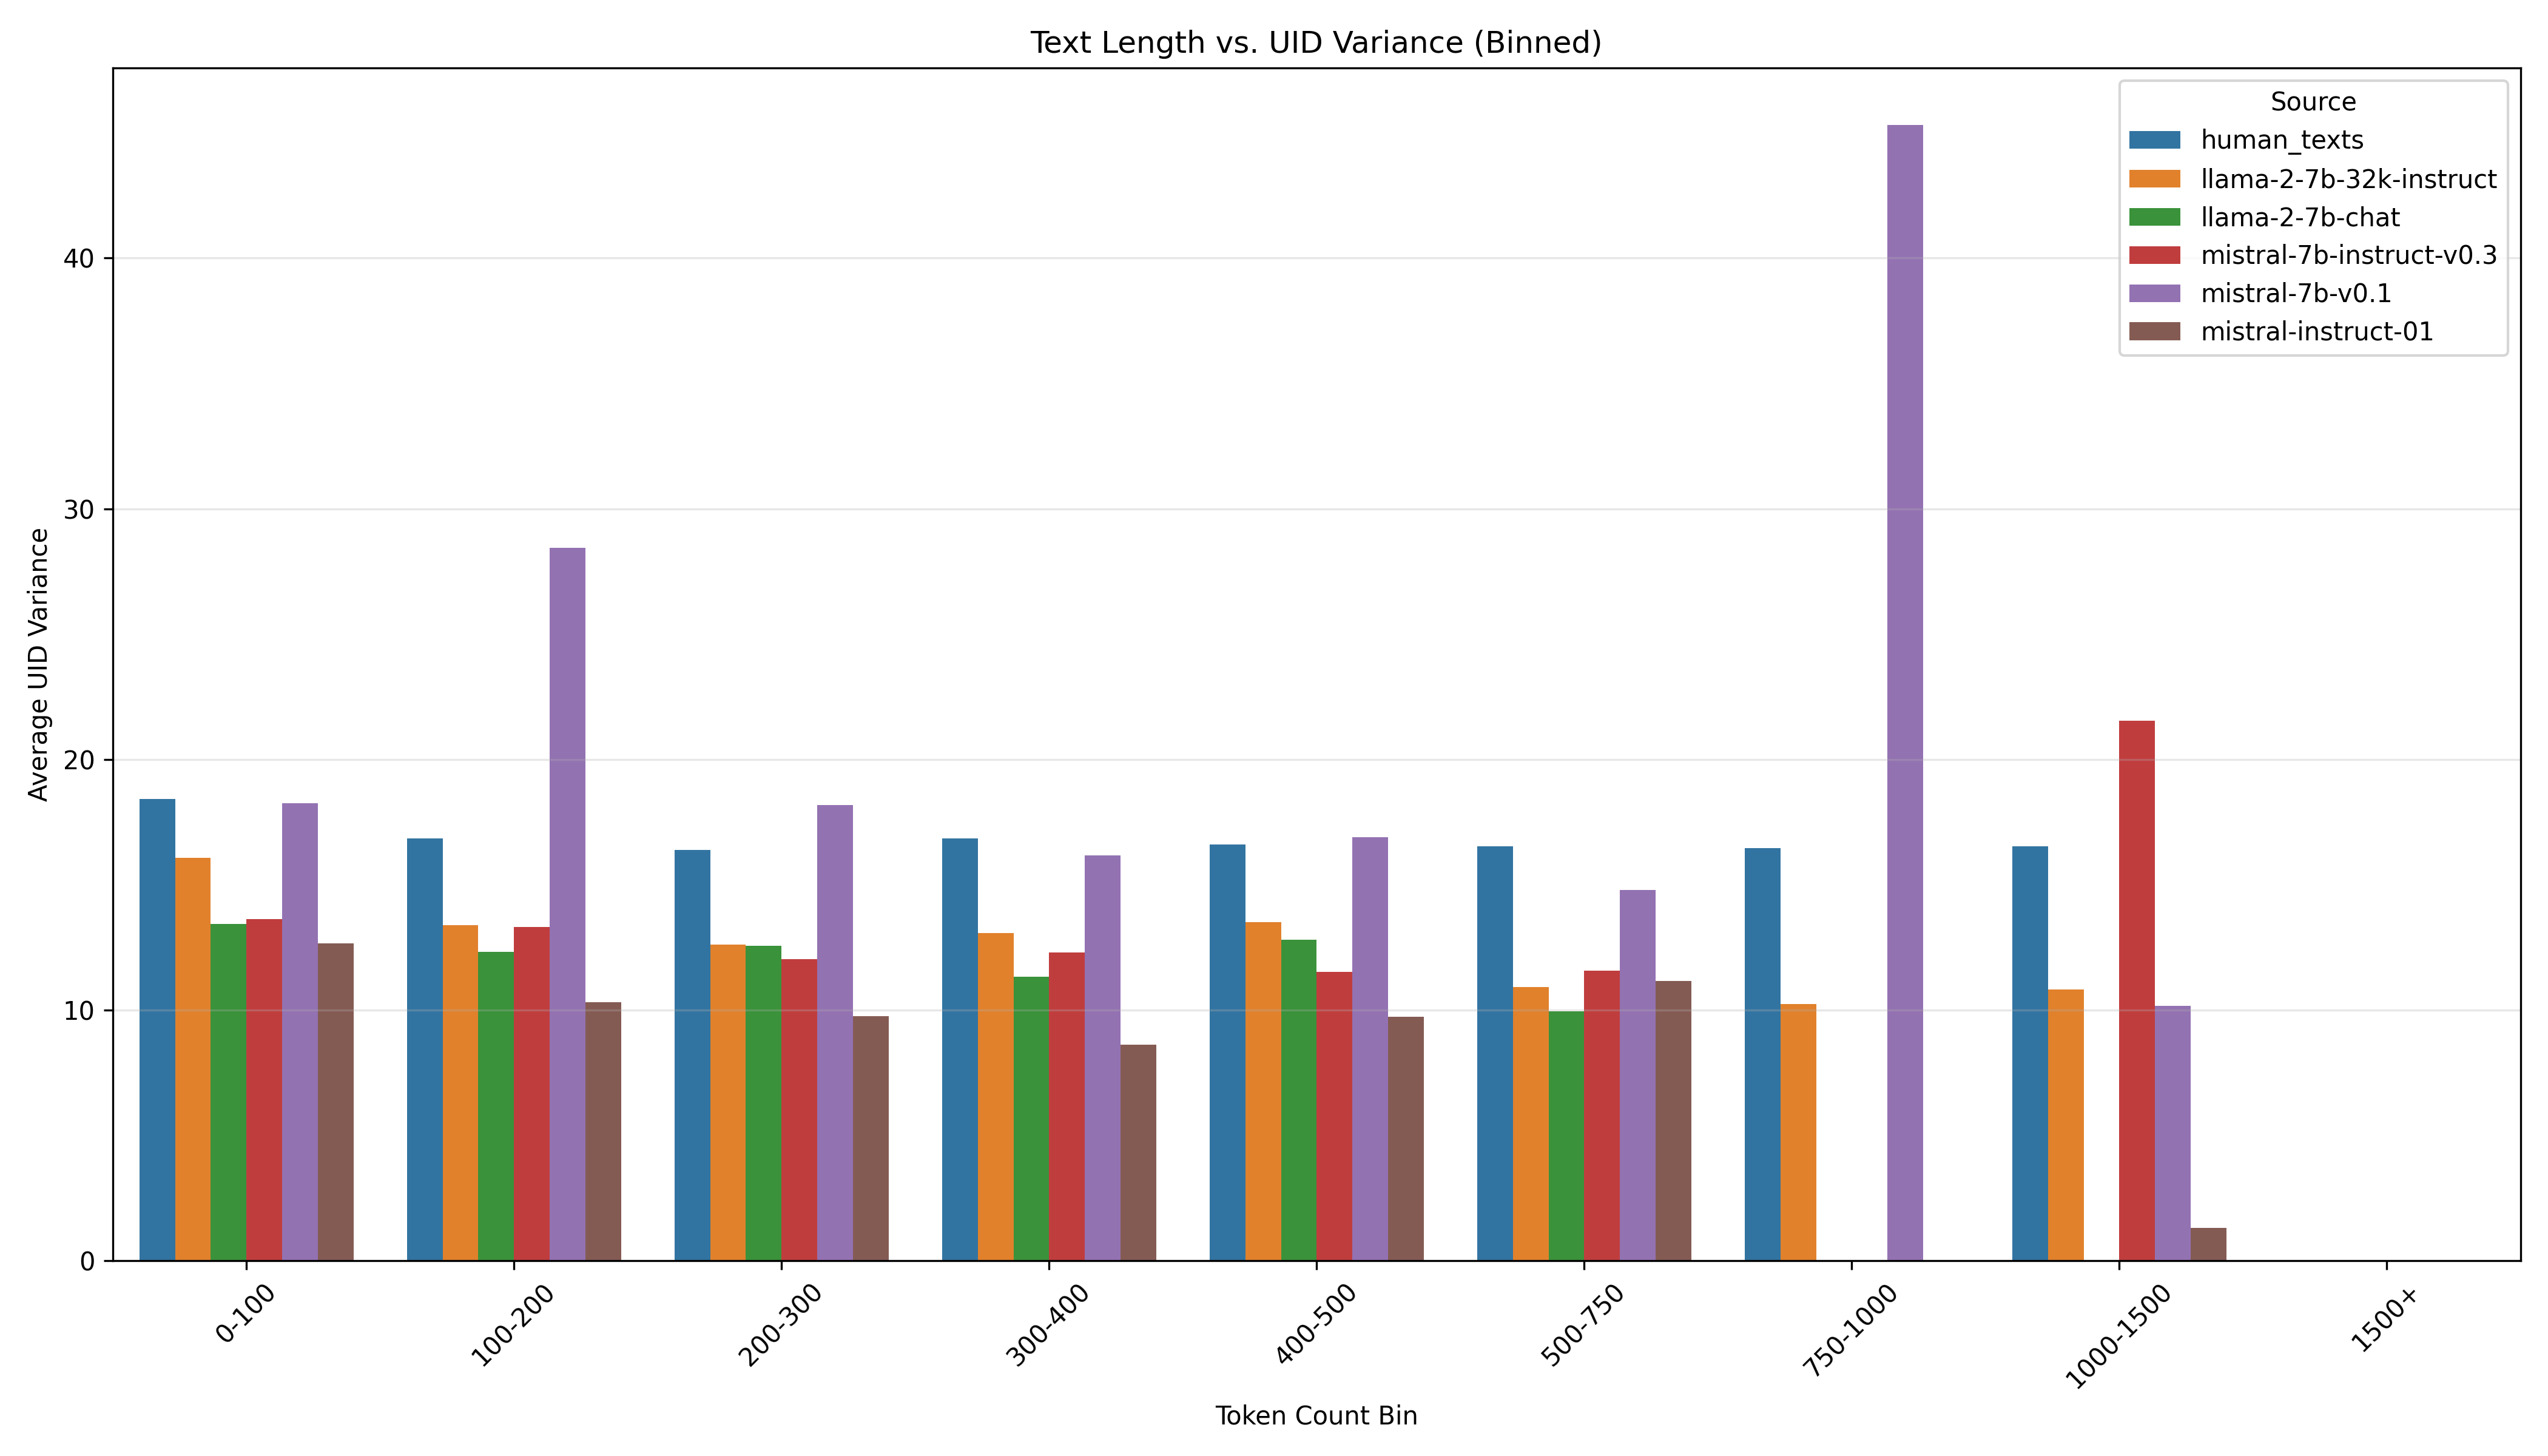 Text Length vs. UID Variance (Binned)
Source
human_texts
llama-2-7b-32k-instruct
llama-2-7b-chat
mistral-7b-instruct-v0.3
mistral-7b-v0.1
mistral-instruct-01
Average UID Variance
40
30
20
10
0
0-100
100-200
200-300
300-400
400-500
500-750
750-1000
1000-1500
1500+
Token Count Bin